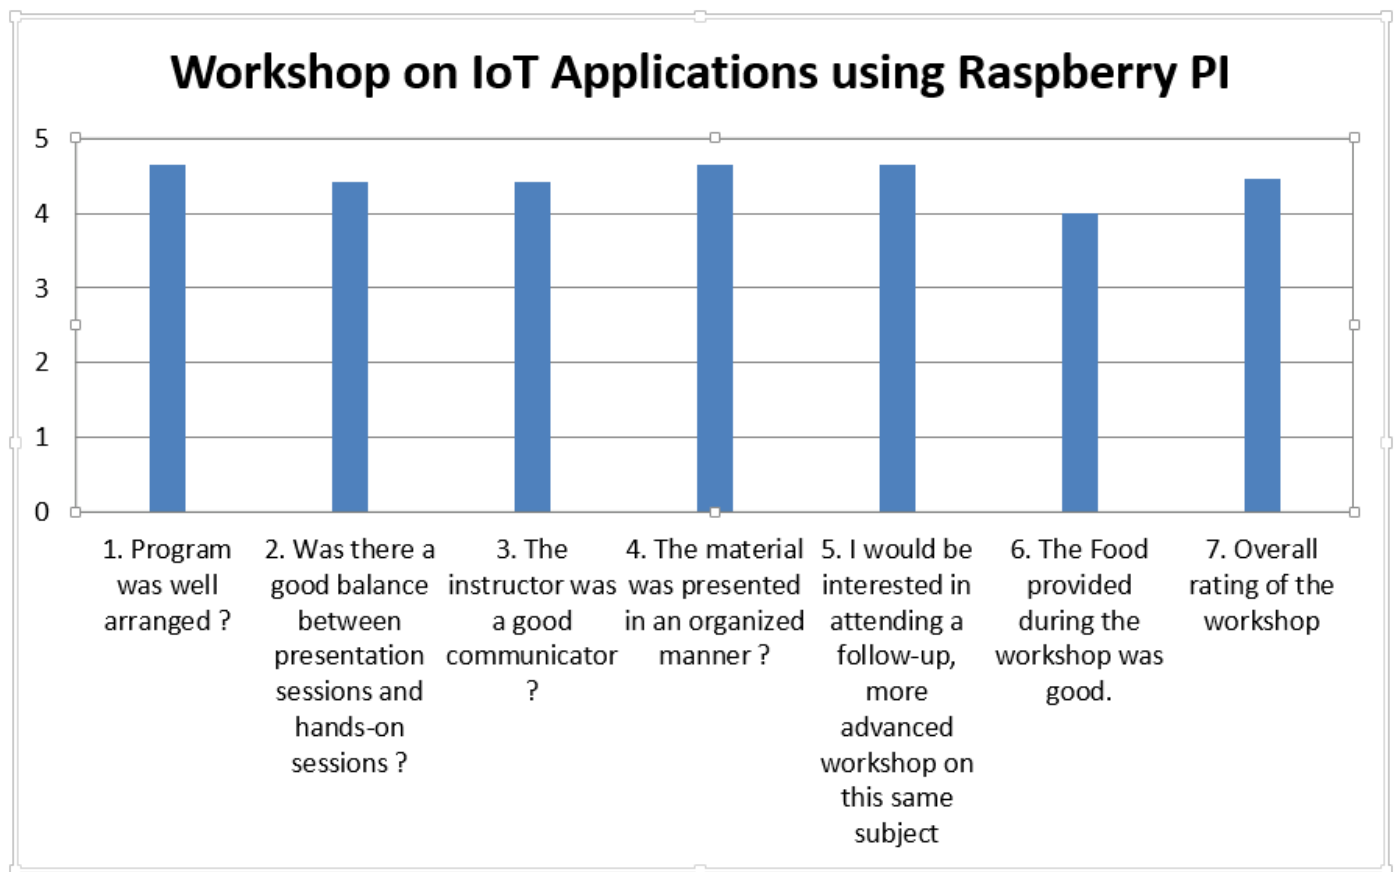 Workshop on IoT Applications using Raspberry PI
5
4
3
2
1
0
1. Program
was well
arranged ?
2. Was there a
good balance
between
presentation
sessions and
hands-on
sessions ?
3. The
instructor was
a good
communicator
?
4. The material
was presented
in an organized
manner ?
5. I would be
interested in
attending a
follow-up,
more
advanced
workshop on
this same
subject
6. The Food
provided
during the
workshop was
good.
7. Overall
rating of the
workshop